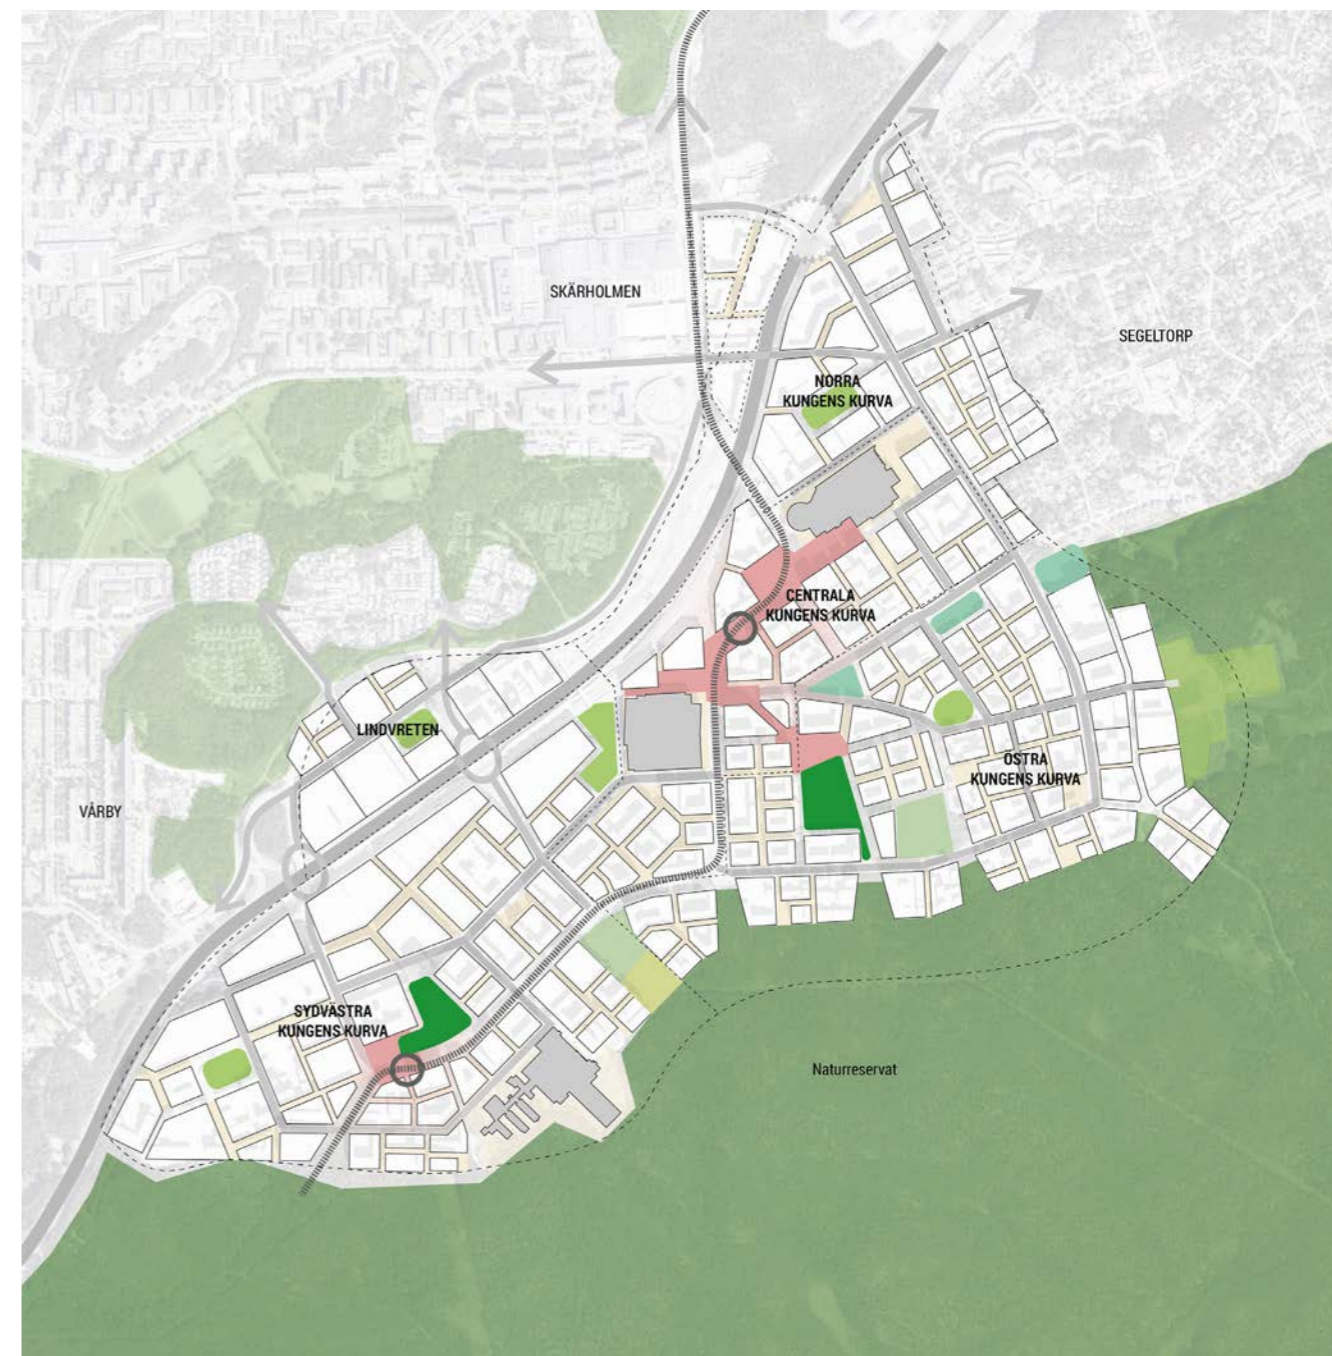 SKÄRHOLMEN
SEGELTORP
NORRA
KUNGENS KURVA
CENTRALA
KUNGENS KURVA
LINDVRETEN
ÖSTRA
KUNGENS KURVA
VÅRBY
SYDVÄSTRA
KUNGENS KURVA
Naturreservat